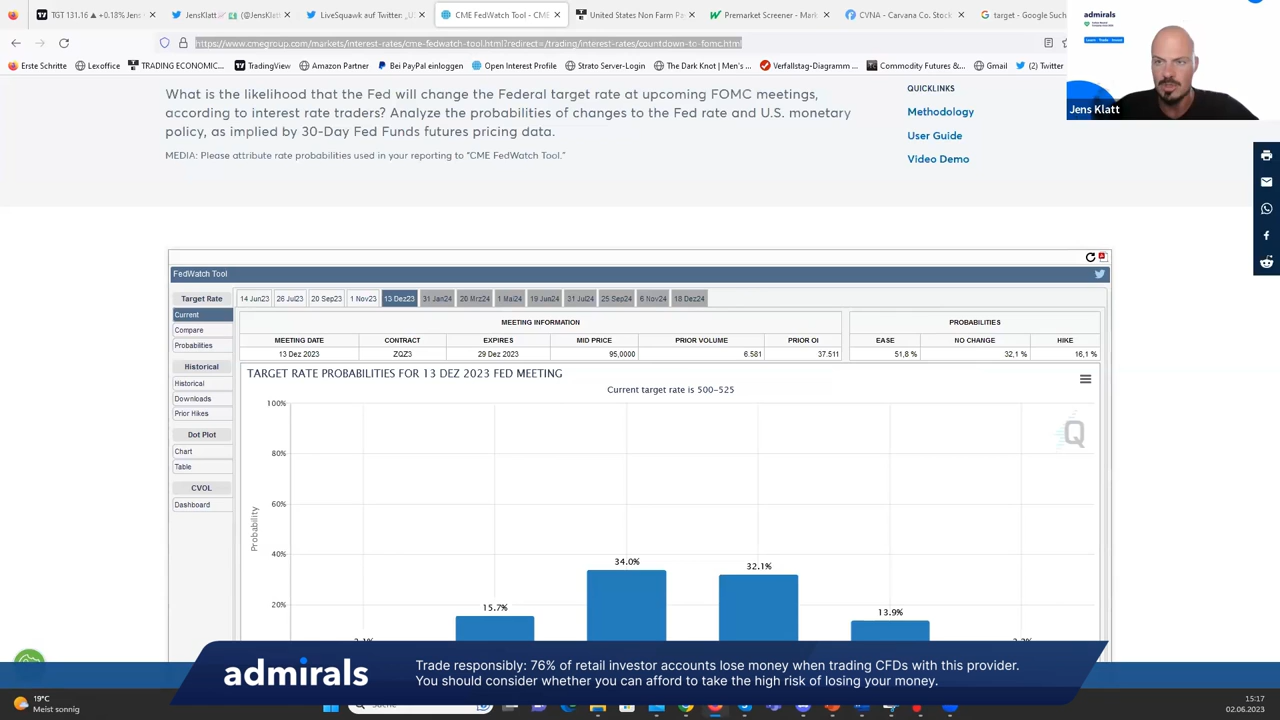 TGT 131.16 ▲ +0.18% Jens
JensKlatt
(@JensKl
LiveSquawk auf Twitter:
CME FedWatch Tool - CME
United States Non Farm Pa
Premarket Screener - Ma
CVNA - Carvana Co. Stock
target - Google Such
https://www.cmegroup.com/markets/interest-rates/cme-fedwatch-tool.html?redirect=/trading/interest-rates/countdown-to-fomc.html
Erste Schritte
Lexoffice
TRADING ECONOMIC...
TradingView
Amazon Partner
Bei PayPal einloggen
Open Interest Profile
Strato Server-Login
The Dark Knot | Men's ...
Verfallstag-Diagramm ...
Commodity Futures &...
Gmail
(2) Twitter
admirals
Jens Klatt
What is the likelihood that the Fed will change the Federal target rate at upcoming FOMC meetings,
according to interest rate traders? Analyze the probabilities of changes to the Fed rate and U.S. monetary
policy, as implied by 30-Day Fed Funds futures pricing data.
MEDIA: Please attribute rate probabilities used in your reporting to "CME FedWatch Tool."
QUICKLINKS
Methodology
User Guide
Video Demo
FedWatch Tool
Target Rate
Current
Compare
Probabilities
Historical
Historical
Downloads
Prior Hikes
Dot Plot
Chart
Table
CVOL
Dashboard
14 Jun23 26 Jul23 20 Sep23 1 Nov23 13 Dez23 31 Jan24 20 Mrz24 1 Mai24 19 Jun24 31 Jul24 25 Sep24 6 Nov24 18 Dez24
MEETING INFORMATION
MEETING DATE CONTRACT EXPIRES MID PRICE PRIOR VOLUME PRIOR OI
13 Dez 2023 ZQZ3 29 Dez 2023 95,0000 6.581 37.511
PROBABILITIES
EASE NO CHANGE HIKE
51,8 % 32,1 % 16,1 %
TARGET RATE PROBABILITIES FOR 13 DEZ 2023 FED MEETING
Current target rate is 500-525
Q
Probability
100%
80%
60%
40%
20%
15.7%
34.0%
32.1%
13.9%
admirals
Trade responsibly: 76% of retail investor accounts lose money when trading CFDs with this provider.
You should consider whether you can afford to take the high risk of losing your money.
19°C
Meist sonnig
Suche
15:17
02.06.2023